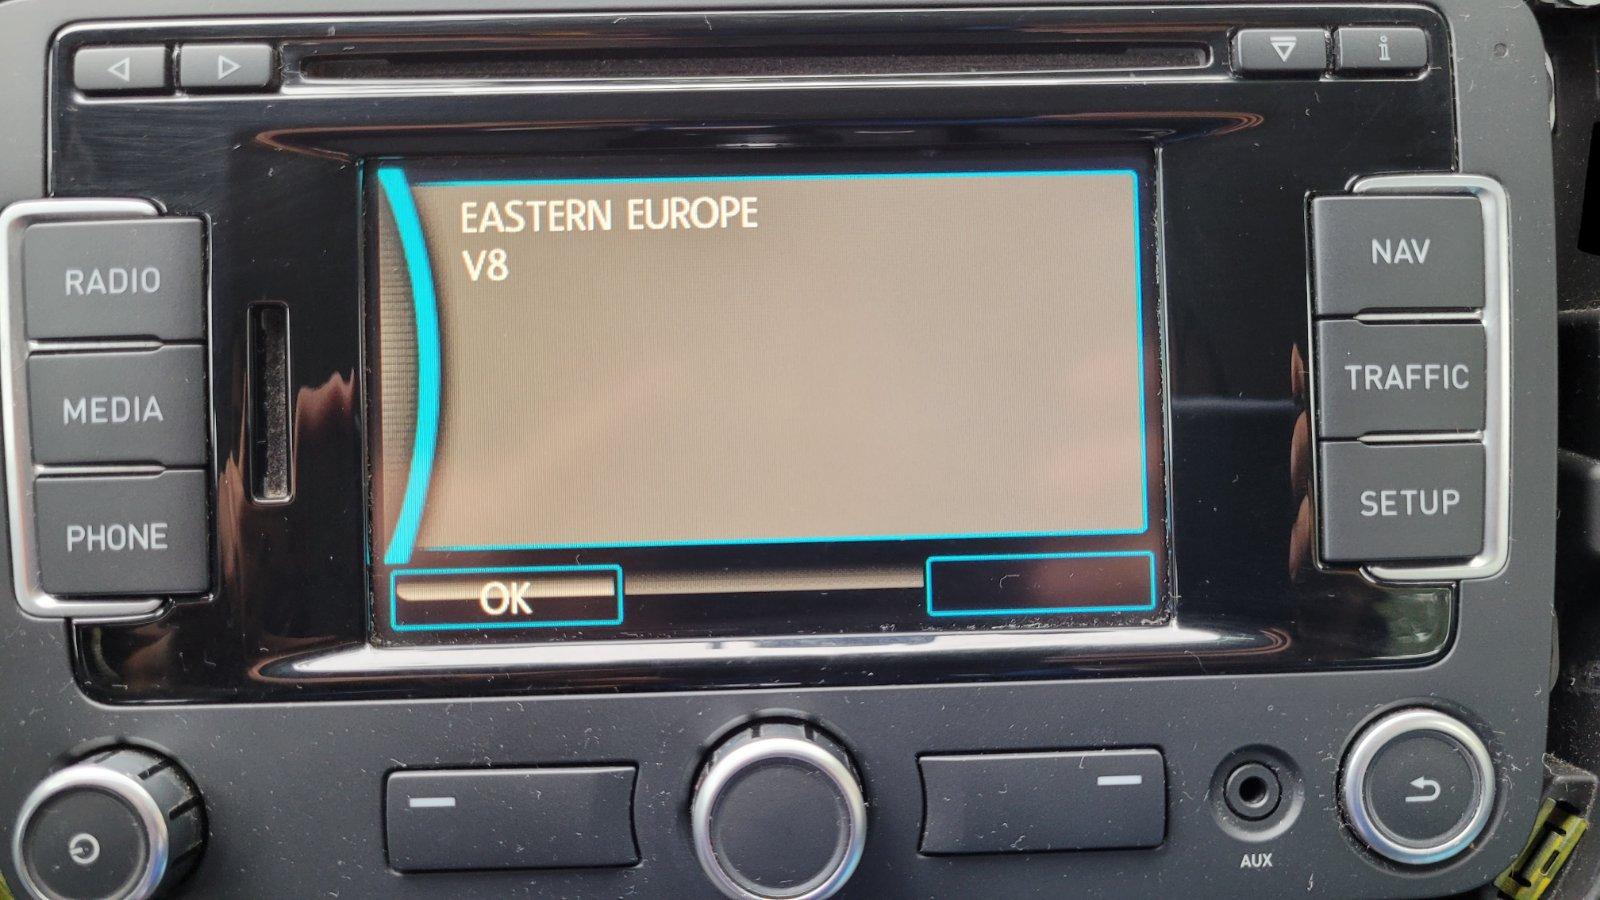 EASTERN EUROPE
V8
OK
RADIO
MEDIA
PHONE
NAV
TRAFFIC
SETUP
AUX